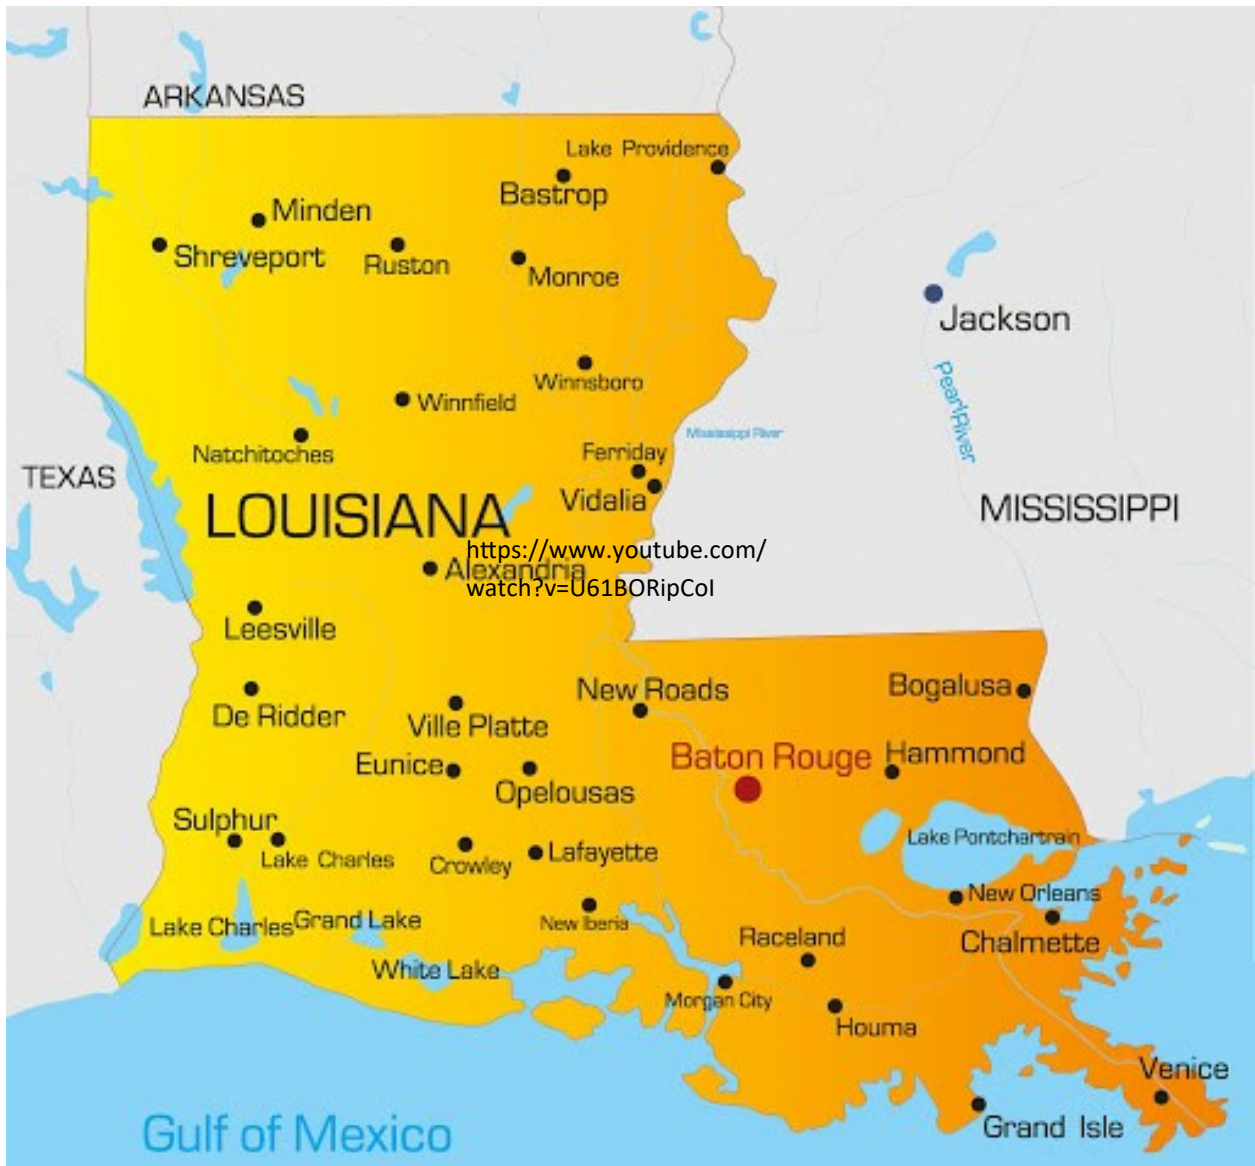 ARKANSAS
Lake Providence
Bastrop
Minden
Shreveport
Ruston
Monroe
Jackson
Winnsboro
Winnfield
Pearl River
Mississippi River
Natchitoches
Ferriday
TEXAS
Vidalia
LOUISIANA
MISSISSIPPI
https://www.youtube.com/
Alexandria
watch?v=U61BORipCoI
Leesville
New Roads
Bogalusa
De Ridder
Ville Platte
Baton Rouge
Hammond
Eunice
Opelousas
Sulphur
Lake Pontchartrain
Lake Charles
Crowley
Lafayette
New Orleans
Lake Charles
Grand Lake
New Iberia
Raceland
Chalmette
White Lake
Morgan City
Houma
Venice
Gulf of Mexico
Grand Isle